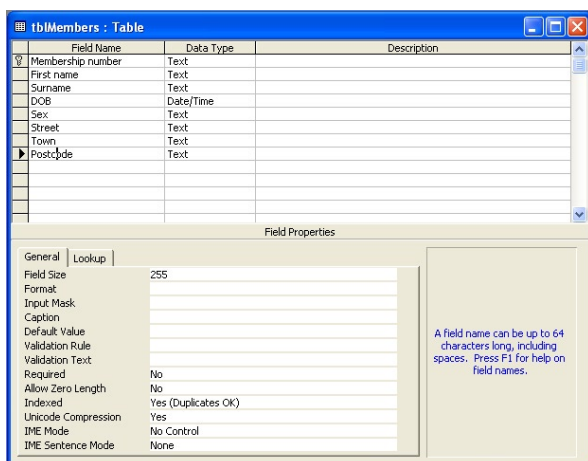 tblMembers : Table
Field Name Data Type Description
Membership number Text
First name Text
Surname Text
DOB Date/Time
Sex Text
Street Text
Town Text
Postcode Text
Field Properties
General Lookup
Field Size 255
Format
Input Mask
Caption
Default Value
Validation Rule
Validation Text
Required No
Allow Zero Length No
Indexed Yes (Duplicates OK)
Unicode Compression Yes
IME Mode No Control
IME Sentence Mode None
A field name can be up to 64
characters long, including
spaces. Press F1 for help on
field names.